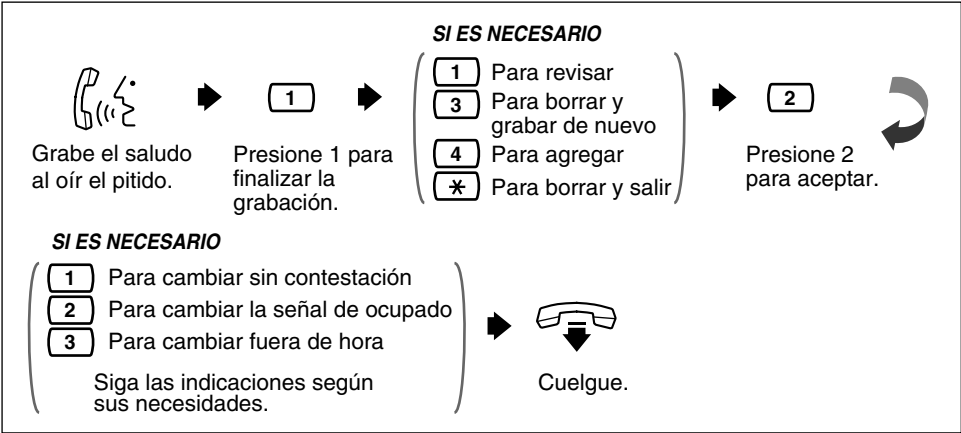 SI ES NECESARIO
Grabe el saludo
al oír el pitido.
1
Presione 1 para
finalizar la
grabación.
1 Para revisar
3 Para borrar y
grabar de nuevo
4 Para agregar
* Para borrar y salir
2
Presione 2
para aceptar.
SI ES NECESARIO
1 Para cambiar sin contestación
2 Para cambiar la señal de ocupado
3 Para cambiar fuera de hora
Siga las indicaciones según
sus necesidades.
Cuelgue.